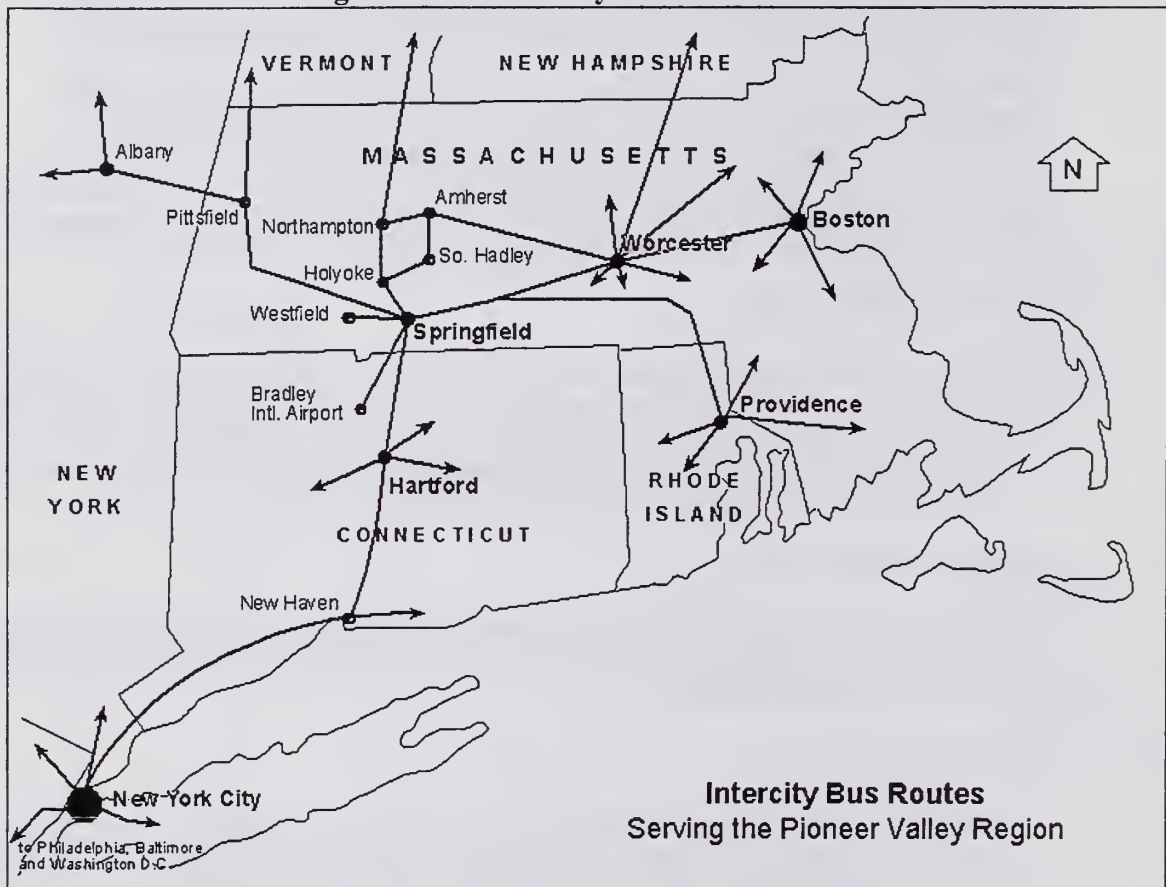 VERMONT
NEW HAMPSHIRE
Albany
MASSACHUSETTS
N
Amherst
Pittsfield
Northampton
Boston
Worcester
So. Hadley
Holyoke
Westfield
Springfield
Bradley
Intl. Airport
Providence
NEW
YORK
Hartford
RHODE
ISLAND
CONNECTICUT
New Haven
New York City
Intercity Bus Routes
Serving the Pioneer Valley Region
to Philadelphia, Baltimore
and Washington D.C.